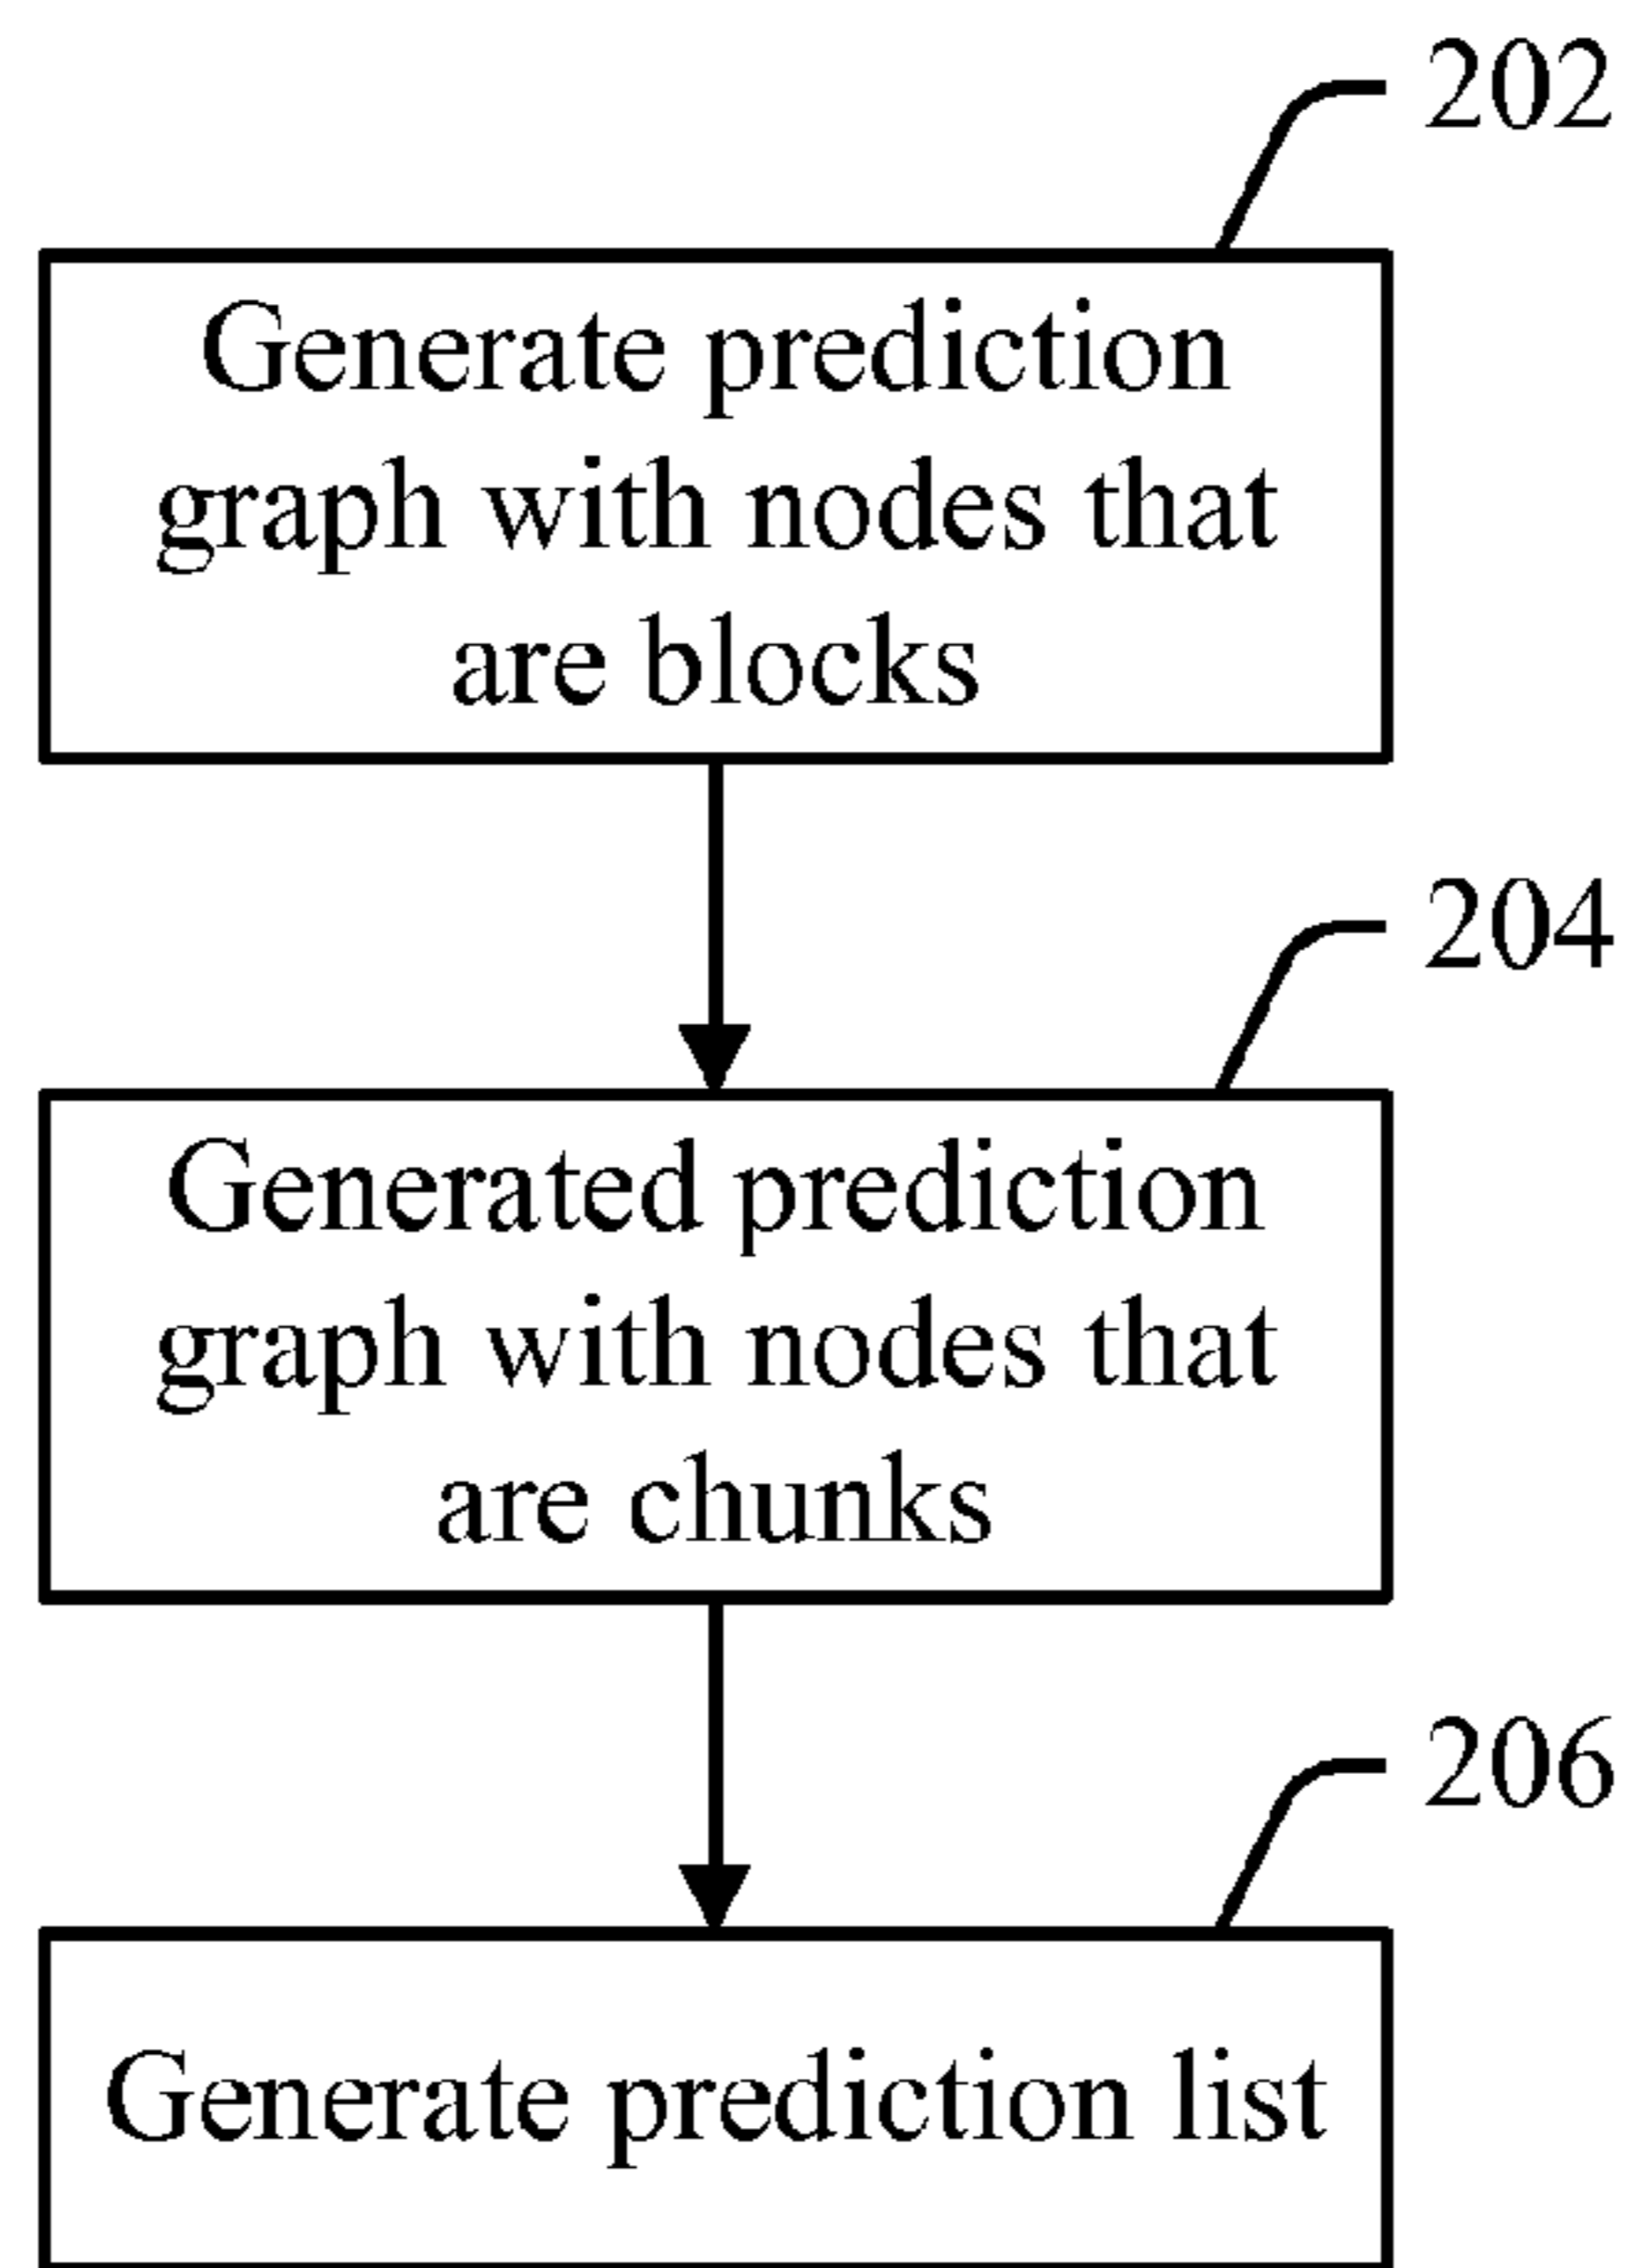 202
Generate prediction
graph with nodes that
are blocks
204
Generated prediction
graph with nodes that
are chunks
206
Generate prediction list